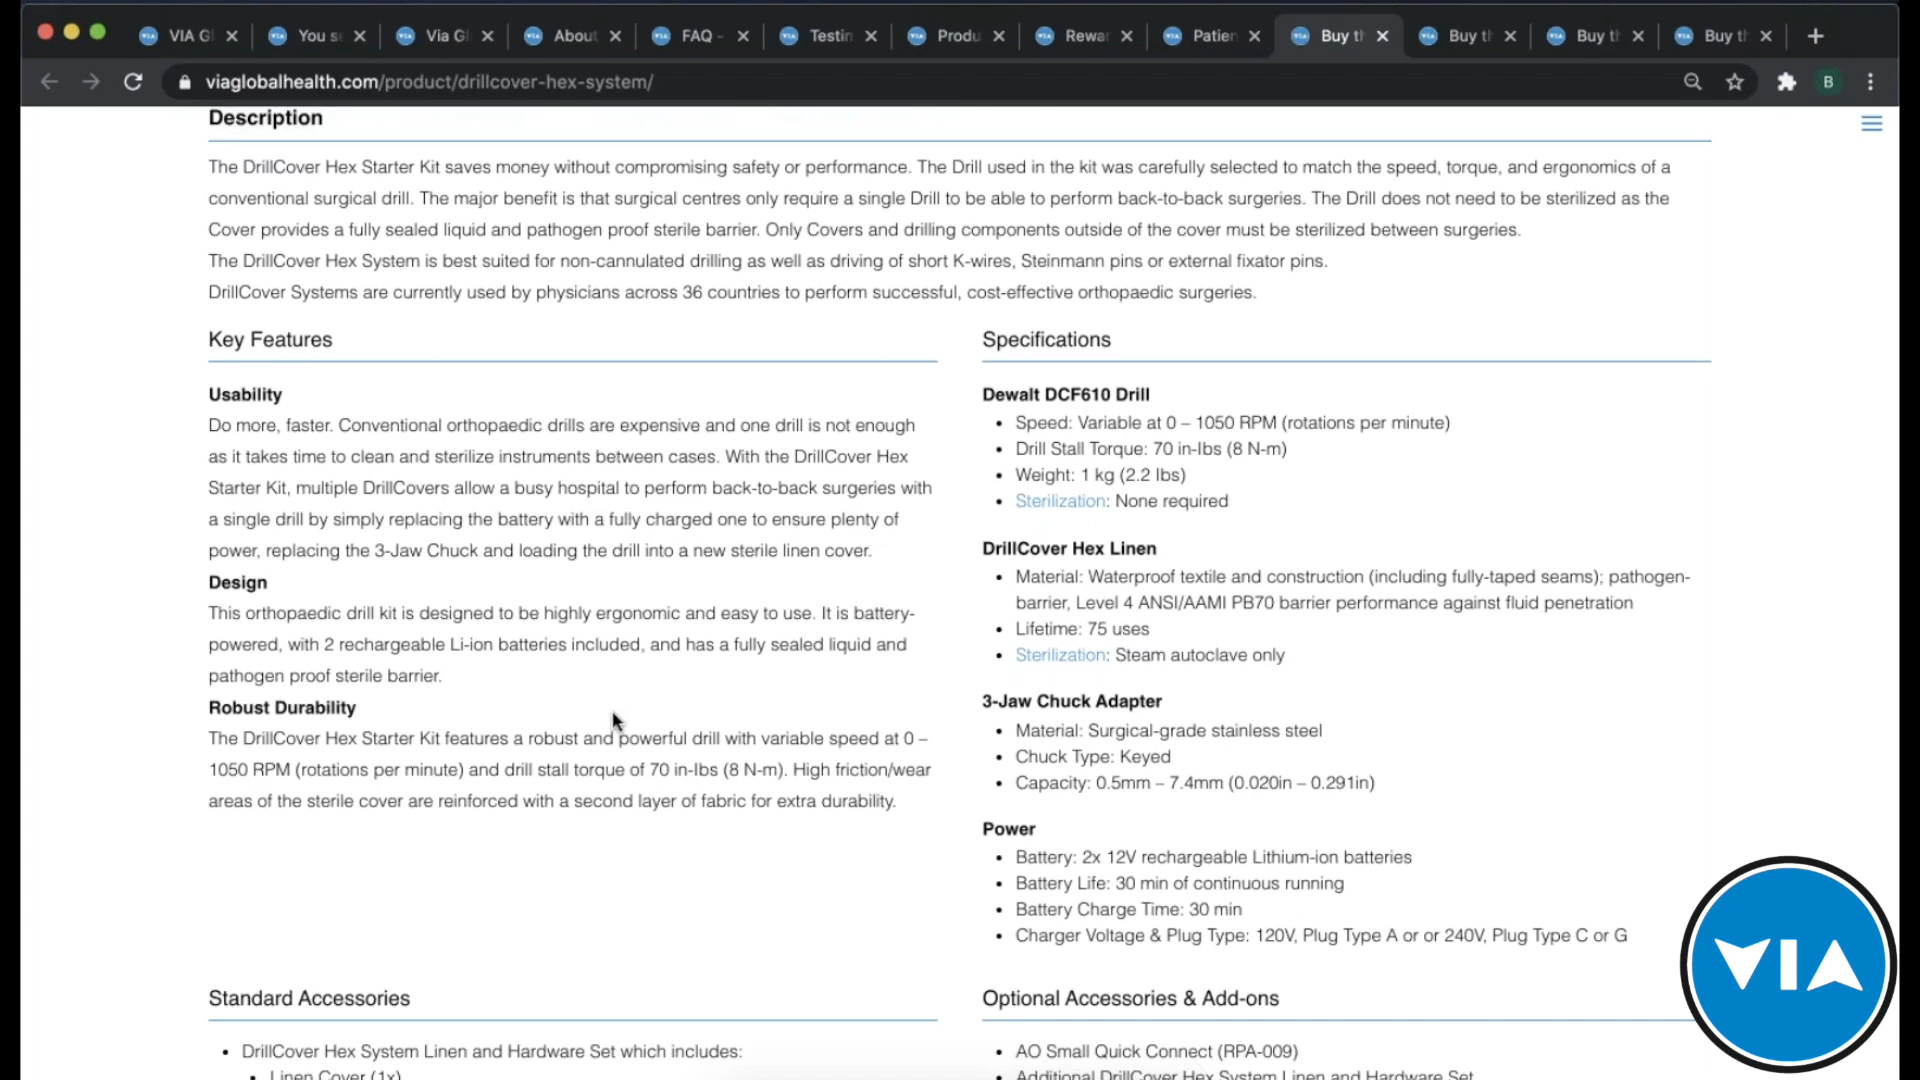 VIA Gl
You se
Via Gl
About
FAQ -
Testin
Produ
Rewar
Patien
Buy th
Buy th
Buy th
Buy th
viaglobalhealth.com/product/drillcover-hex-system/
B
Description
The DrillCover Hex Starter Kit saves money without compromising safety or performance. The Drill used in the kit was carefully selected to match the speed, torque, and ergonomics of a
conventional surgical drill. The major benefit is that surgical centres only require a single Drill to be able to perform back-to-back surgeries. The Drill does not need to be sterilized as the
Cover provides a fully sealed liquid and pathogen proof sterile barrier. Only Covers and drilling components outside of the cover must be sterilized between surgeries.
The DrillCover Hex System is best suited for non-cannulated drilling as well as driving of short K-wires, Steinmann pins or external fixator pins.
DrillCover Systems are currently used by physicians across 36 countries to perform successful, cost-effective orthopaedic surgeries.
Key Features
Usability
Do more, faster. Conventional orthopaedic drills are expensive and one drill is not enough
as it takes time to clean and sterilize instruments between cases. With the DrillCover Hex
Starter Kit, multiple DrillCovers allow a busy hospital to perform back-to-back surgeries with
a single drill by simply replacing the battery with a fully charged one to ensure plenty of
power, replacing the 3-Jaw Chuck and loading the drill into a new sterile linen cover.
Design
This orthopaedic drill kit is designed to be highly ergonomic and easy to use. It is battery-
powered, with 2 rechargeable Li-ion batteries included, and has a fully sealed liquid and
pathogen proof sterile barrier.
Robust Durability
The DrillCover Hex Starter Kit features a robust and powerful drill with variable speed at 0 –
1050 RPM (rotations per minute) and drill stall torque of 70 in-lbs (8 N-m). High friction/wear
areas of the sterile cover are reinforced with a second layer of fabric for extra durability.
Specifications
Dewalt DCF610 Drill
• Speed: Variable at 0 – 1050 RPM (rotations per minute)
• Drill Stall Torque: 70 in-lbs (8 N-m)
• Weight: 1 kg (2.2 lbs)
• Sterilization: None required
DrillCover Hex Linen
• Material: Waterproof textile and construction (including fully-taped seams); pathogen-
barrier, Level 4 ANSI/AAMI PB70 barrier performance against fluid penetration
• Lifetime: 75 uses
• Sterilization: Steam autoclave only
3-Jaw Chuck Adapter
• Material: Surgical-grade stainless steel
• Chuck Type: Keyed
• Capacity: 0.5mm – 7.4mm (0.020in – 0.291in)
Power
• Battery: 2x 12V rechargeable Lithium-ion batteries
• Battery Life: 30 min of continuous running
• Battery Charge Time: 30 min
• Charger Voltage & Plug Type: 120V, Plug Type A or or 240V, Plug Type C or G
Standard Accessories
• DrillCover Hex System Linen and Hardware Set which includes:
• Linen Cover (1x)
Optional Accessories & Add-ons
• AO Small Quick Connect (RPA-009)
• Additional DrillCover Hex System Linen and Hardware Set
VIA